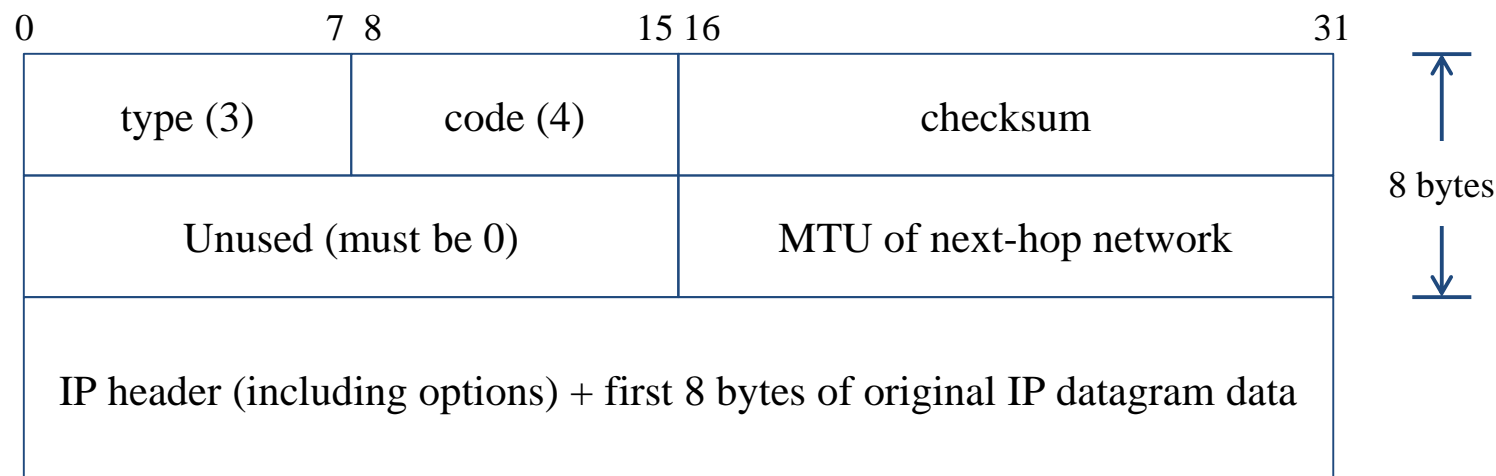 0 7 8 15 16 31
type (3) code (4) checksum
8 bytes
Unused (must be 0) MTU of next-hop network
IP header (including options) + first 8 bytes of original IP datagram data